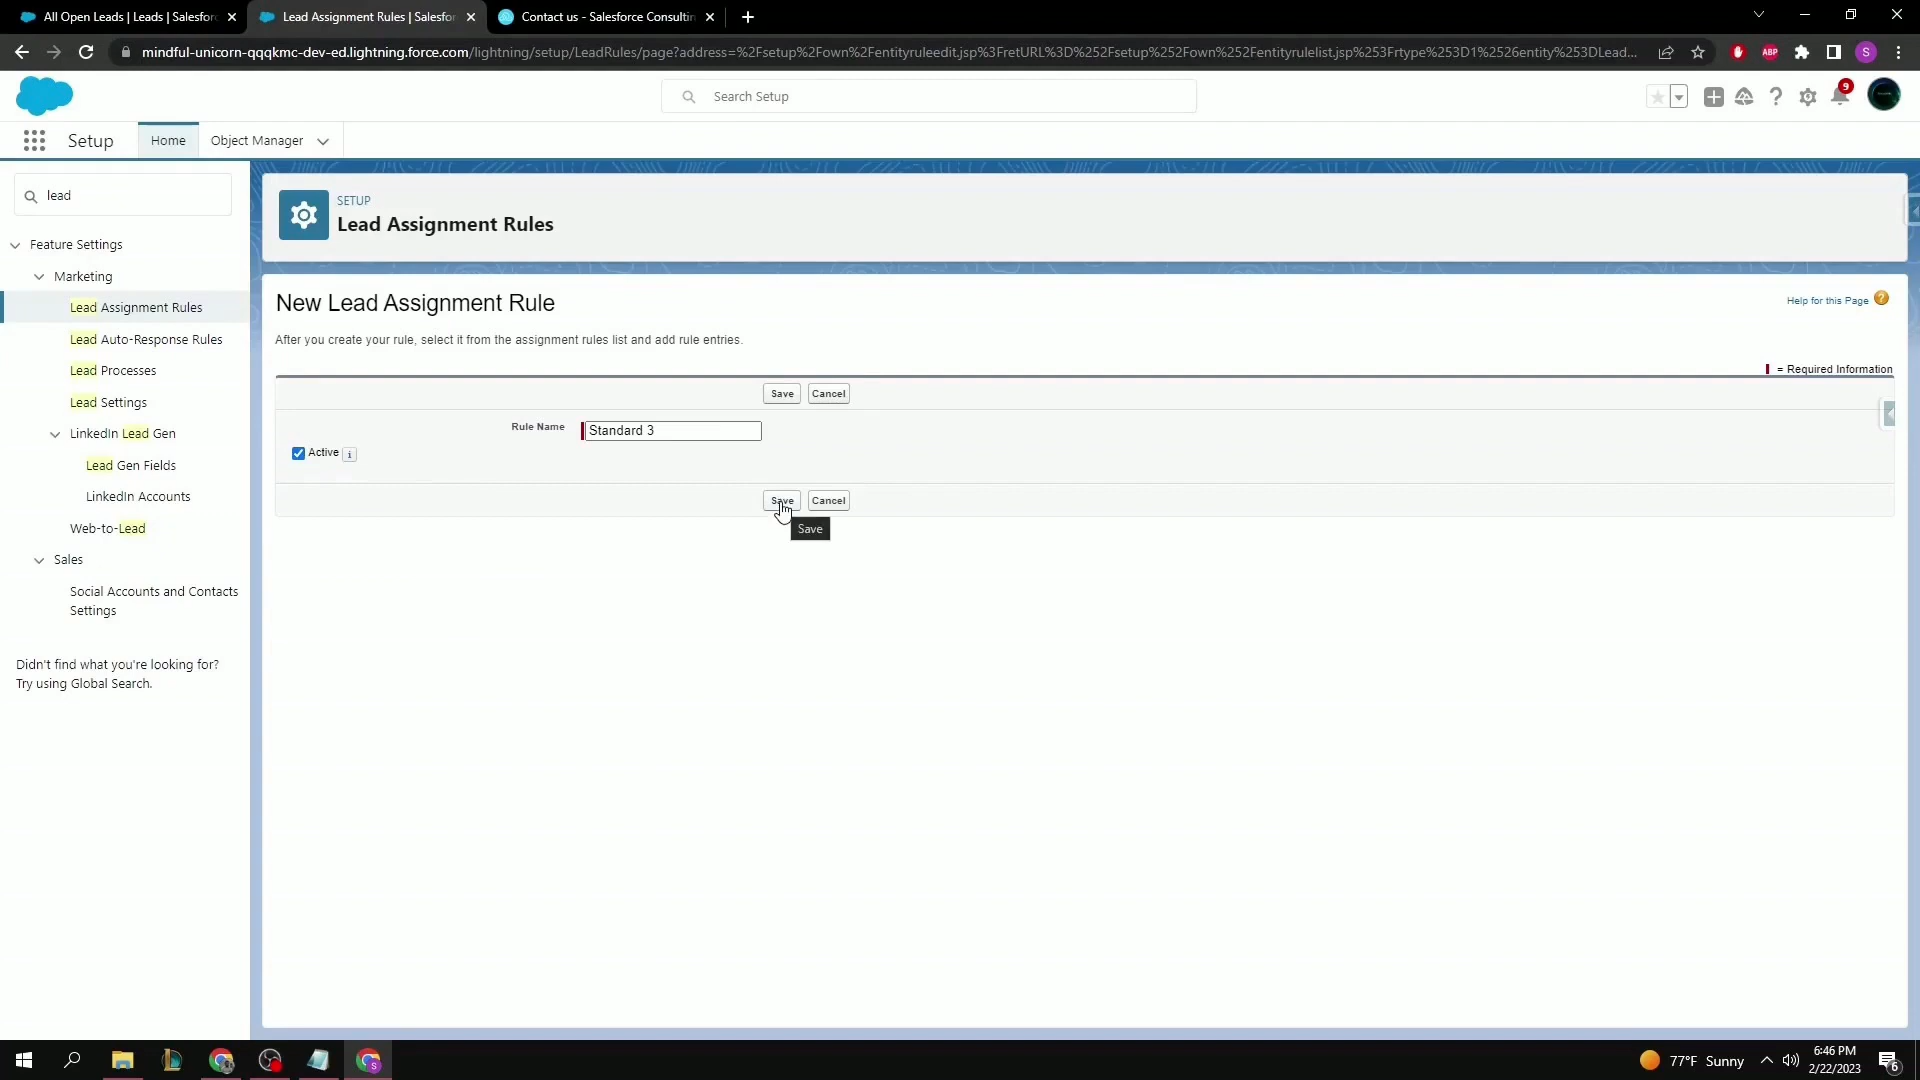 All Open Leads | Leads | Salesforc
Lead Assignment Rules | Salesfor
Contact us - Salesforce Consultin
mindful-unicorn-qqqkmc-dev-ed.lightning.force.com/lightning/setup/LeadRules/page?address=%2Fsetup%2Fown%2Fentityruleedit.jsp%3FretURL%3D%252Fsetup%252Fown%252Fentityrulelist.jsp%253Frtype%253D1%2526entity%253DLead...
ABP
S
Search Setup
9
Setup
Home
Object Manager
lead
Feature Settings
Marketing
Lead Assignment Rules
Lead Auto-Response Rules
Lead Processes
Lead Settings
LinkedIn Lead Gen
Lead Gen Fields
LinkedIn Accounts
Web-to-Lead
Sales
Social Accounts and Contacts
Settings
Didn't find what you're looking for?
Try using Global Search.
SETUP
Lead Assignment Rules
New Lead Assignment Rule
Help for this Page
After you create your rule, select it from the assignment rules list and add rule entries.
= Required Information
Save Cancel
Rule Name Standard 3
Active
Save Cancel
Save
77°F Sunny
6:46 PM
2/22/2023
6